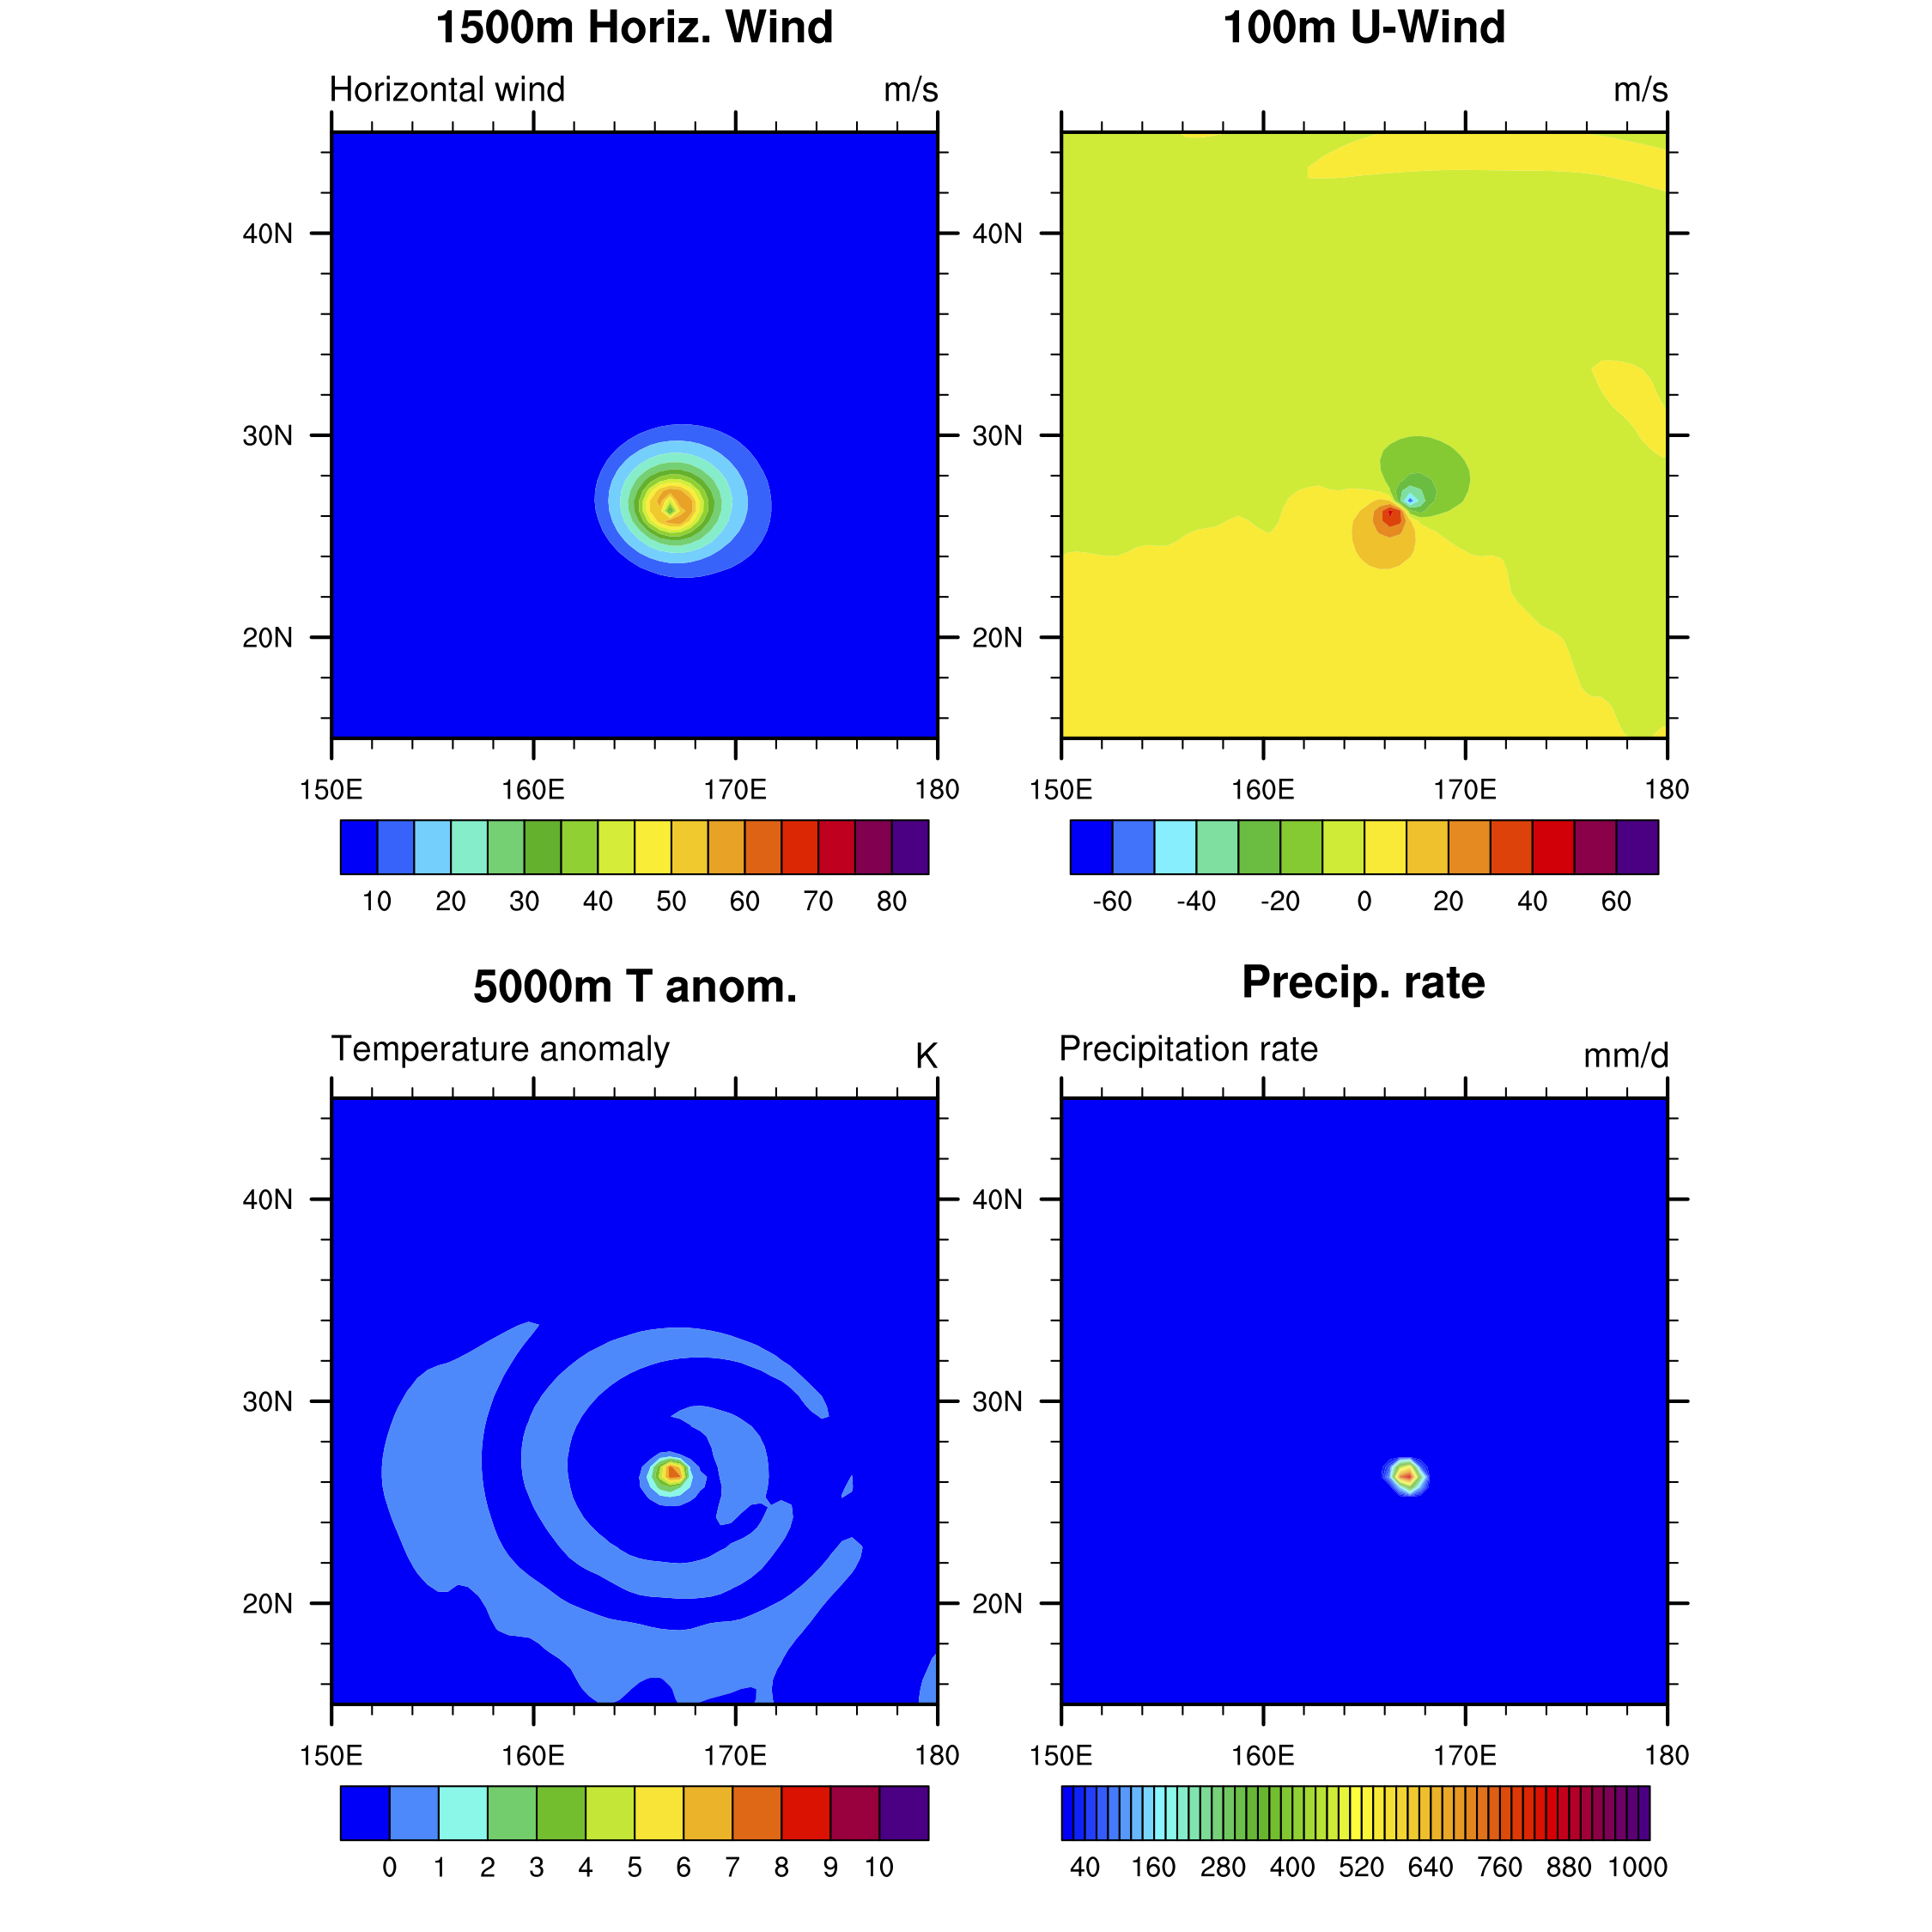 1500m Horiz. Wind
100m U-Wind
Horizontal wind
m/s
m/s
40N
30N
20N
40N
30N
20N
150E
160E
170E
180
150E
160E
170E
180
10
20
30
40
50
60
70
80
-60
-40
-20
0
20
40
60
5000m T anom.
Precip. rate
Temperature anomaly
K
Precipitation rate
mm/d
40N
30N
20N
40N
30N
20N
150E
160E
170E
180
150E
160E
170E
180
0
1
2
3
4
5
6
7
8
9
10
40
160
280
400
520
640
760
880
1000